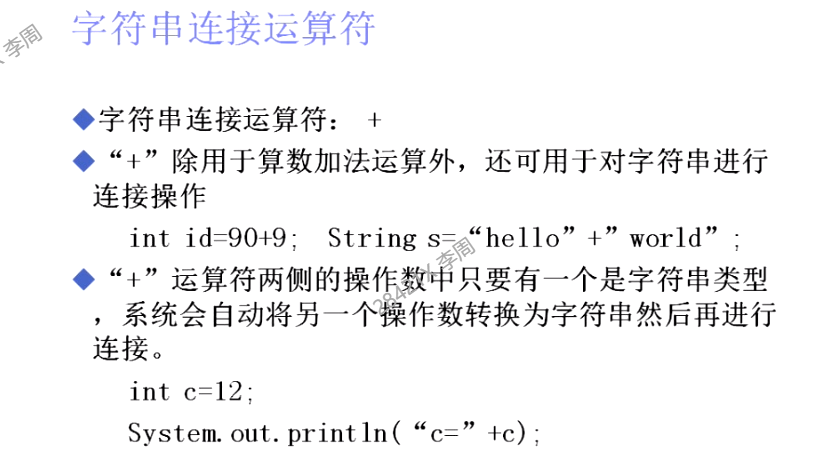 字符串连接运算符
李周
◆字符串连接运算符： +
◆“+”除用于算数加法运算外，还可用于对字符串进行
连接操作
int id=90+9; String s=“hello”+”world”;
◆“+”运算符两侧的操作数中只要有一个是字符串类型
，系统会自动将另一个操作数转换为字符串然后再进行
连接。
李周
int c=12;
System.out.println(“c=”+c);